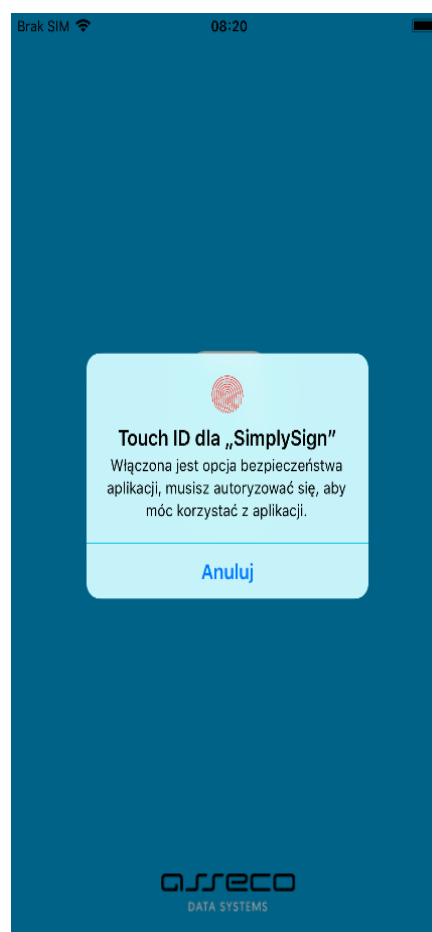 Brak SIM 08:20
Touch ID dla „SimplySign”
Włączona jest opcja bezpieczeństwa
aplikacji, musisz autoryzować się, aby
móc korzystać z aplikacji.
Anuluj
asseco
DATA SYSTEMS